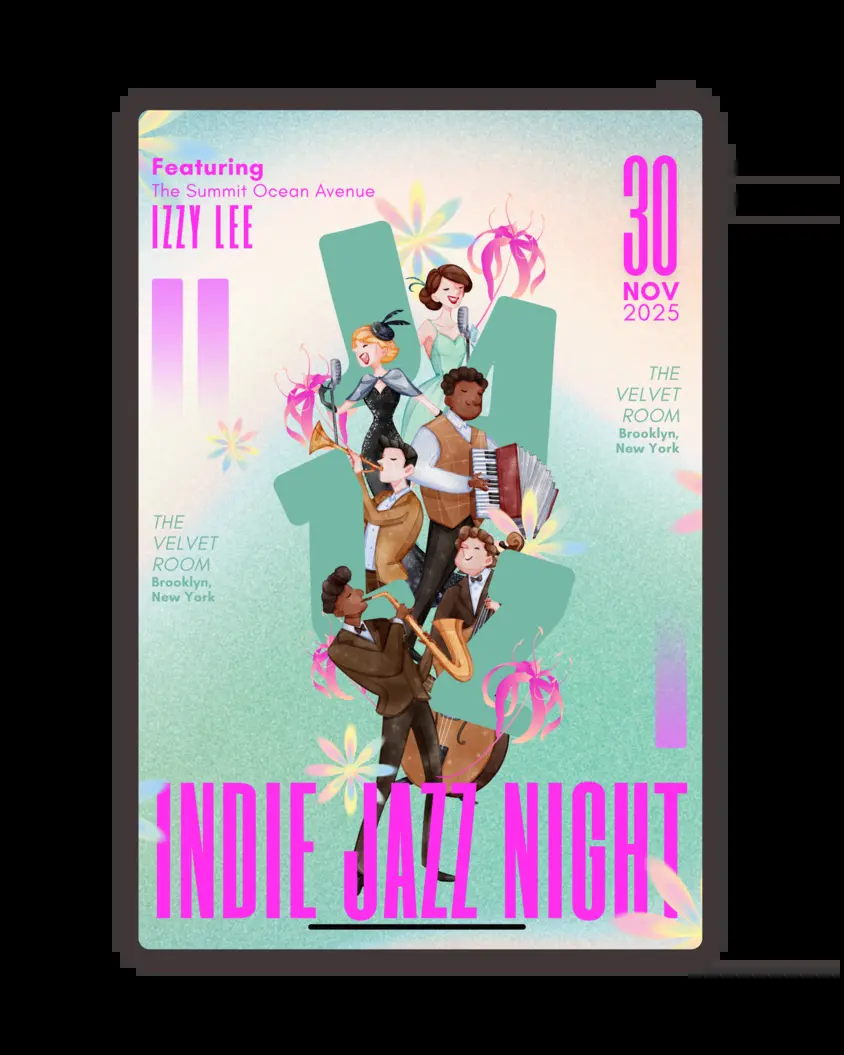 Featuring
The Summit Ocean Avenue
IZZY LEE
30
NOV
2025
THE
VELVET
ROOM
Brooklyn,
New York
THE
VELVET
ROOM
Brooklyn,
New York
INDIE JAZZ NIGHT